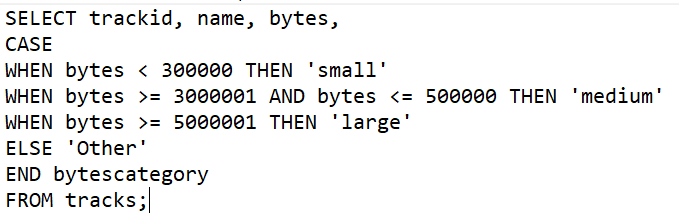 SELECT trackid, name, bytes,
CASE
WHEN bytes < 300000 THEN 'small'
WHEN bytes >= 3000001 AND bytes <= 500000 THEN 'medium'
WHEN bytes >= 5000001 THEN 'large'
ELSE 'Other'
END bytescategory
FROM tracks;